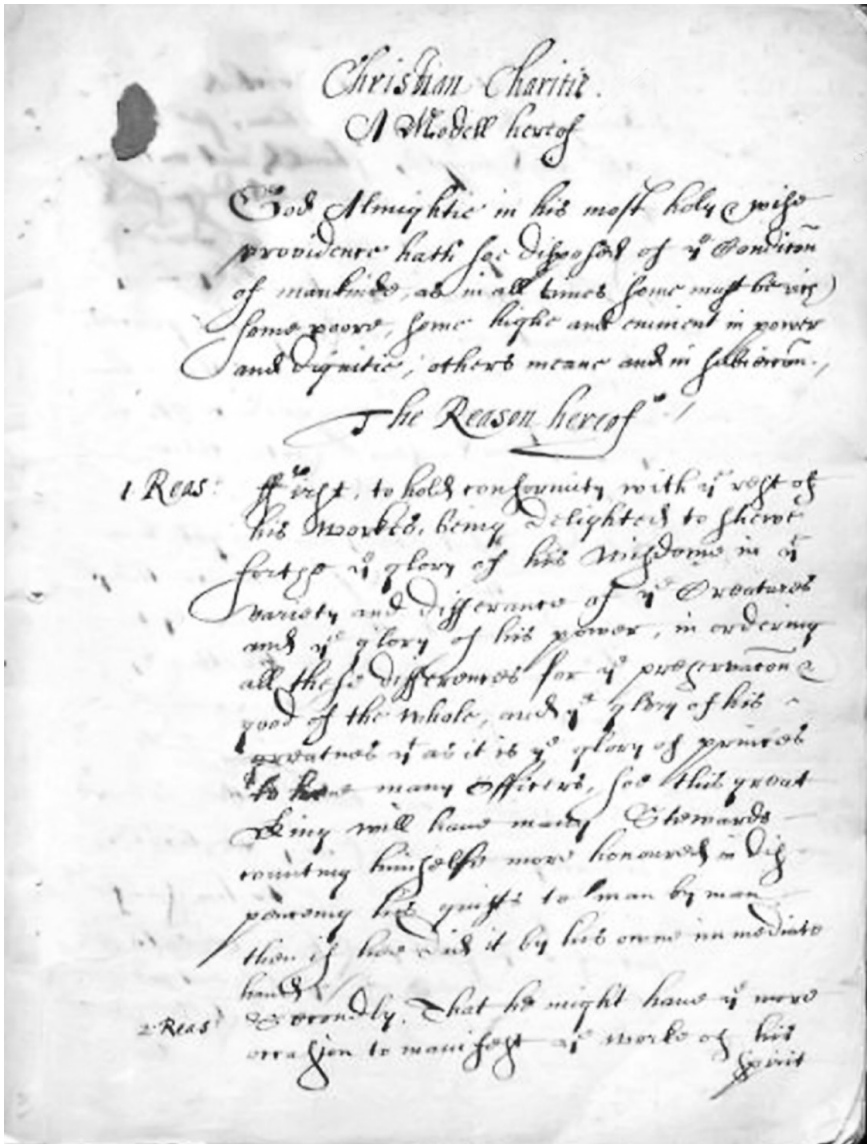 Christian Charitie.
A Modell hereof
God Almightie in his most holy & wise
providence hath soe disposed of yᵉ Condicōn
of mankinde, as in all times some must be rich
some poore, some highe and eminent in power
and dignitie; others meane and in subieccōn./
The Reason hereof./
1 Reas: ffirst, to hold conformity with yᵉ rest of
his workes, being delighted to shewe
forthe yᵉ glory of his wisdome in yᵉ
variety and differance of yᵉ Creatures
and yᵉ glory of his power, in ordering
all these differences for yᵉ preservacōn &
good of the whole, and yᵉ glory of his
greatnes yᵗ as it is yᵉ glory of princes
to haue many officers, soe this great
King will haue many Stewards
counting himselfe more honoured in dis
penceing his guifts to man by man
then if hee did it by his owne immediate
hand
2 Reas: Secondly. That he might haue yᵉ more
occasion to manifest yᵉ worke of his
Spirit